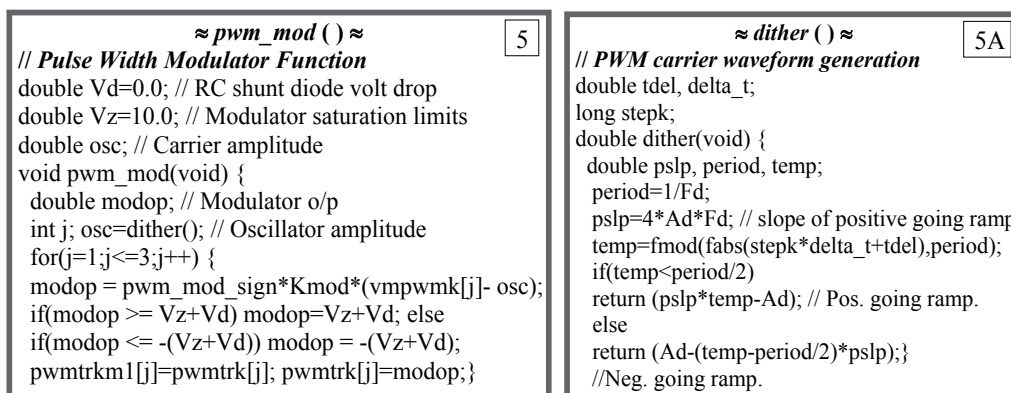 ≈ pwm_mod ( ) ≈
5
// Pulse Width Modulator Function
double Vd=0.0; // RC shunt diode volt drop
double Vz=10.0; // Modulator saturation limits
double osc; // Carrier amplitude
void pwm_mod(void) {
double modop; // Modulator o/p
int j; osc=dither(); // Oscillator amplitude
for(j=1;j<=3;j++) {
modop = pwm_mod_sign*Kmod*(vmpwmk[j]- osc);
if(modop >= Vz+Vd) modop=Vz+Vd; else
if(modop <= -(Vz+Vd)) modop = -(Vz+Vd);
pwmtrkm1[j]=pwmtrk[j]; pwmtrk[j]=modop;}
≈ dither ( ) ≈
5A
// PWM carrier waveform generation
double tdel, delta_t;
long stepk;
double dither(void) {
double pslp, period, temp;
period=1/Fd;
pslp=4*Ad*Fd; // slope of positive going ramp
temp=fmod(fabs(stepk*delta_t+tdel),period);
if(temp<period/2)
return (pslp*temp-Ad); // Pos. going ramp.
else
return (Ad-(temp-period/2)*pslp);}
//Neg. going ramp.